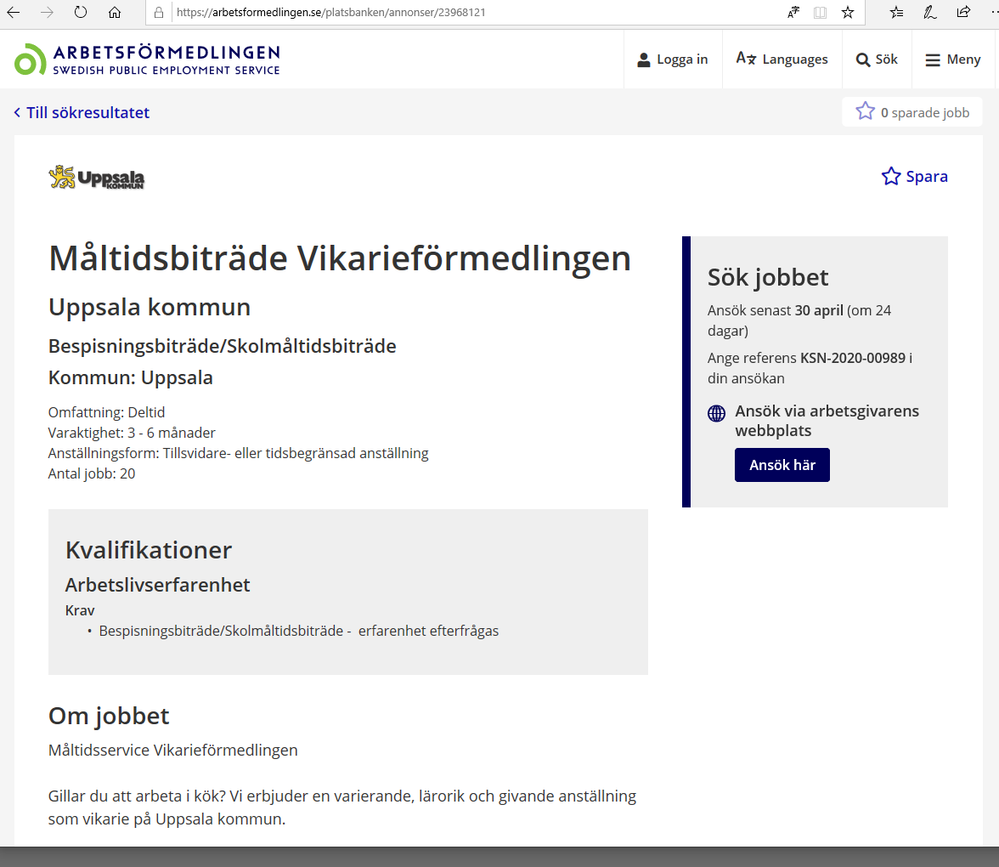 https://arbetsformedlingen.se/platsbanken/annonser/23968121
ARBETSFÖRMEDLINGEN
SWEDISH PUBLIC EMPLOYMENT SERVICE
Logga in
Languages
Sök
Meny
Till sökresultatet
0 sparade jobb
Uppsala
KOMMUN
Spara
Måltidsbiträde Vikarieförmedlingen
Uppsala kommun
Bespisningsbiträde/Skolmåltidsbiträde
Kommun: Uppsala
Omfattning: Deltid
Varaktighet: 3 - 6 månader
Anställningsform: Tillsvidare- eller tidsbegränsad anställning
Antal jobb: 20
Sök jobbet
Ansök senast 30 april (om 24
dagar)
Ange referens KSN-2020-00989 i
din ansökan
Ansök via arbetsgivarens
webbplats
Ansök här
Kvalifikationer
Arbetslivserfarenhet
Krav
• Bespisningsbiträde/Skolmåltidsbiträde - erfarenhet efterfrågas
Om jobbet
Måltidsservice Vikarieförmedlingen
Gillar du att arbeta i kök? Vi erbjuder en varierande, lärorik och givande anställning
som vikarie på Uppsala kommun.